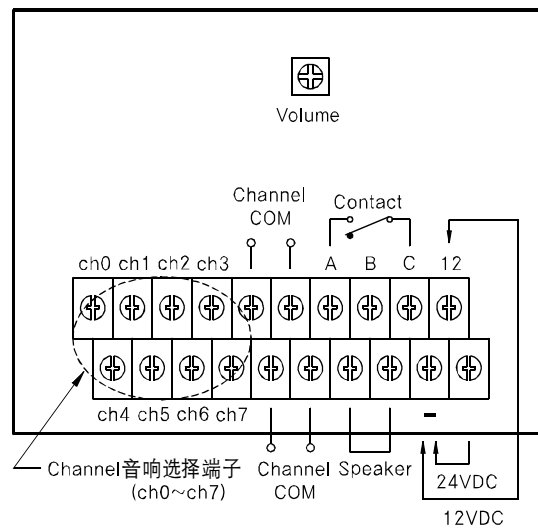 Volume
Channel
COM
Contact
ch0 ch1 ch2 ch3 A B C 12
ch4 ch5 ch6 ch7 -
Channel音响选择端子
(ch0~ch7)
Channel
COM
Speaker
24VDC
12VDC